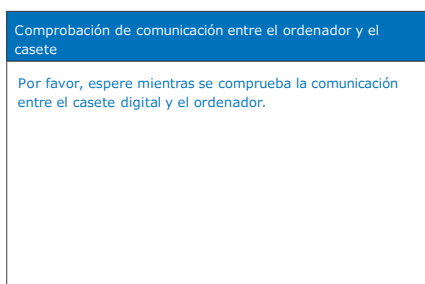 Comprobación de comunicación entre el ordenador y el
casete
Por favor, espere mientras se comprueba la comunicación
entre el casete digital y el ordenador.